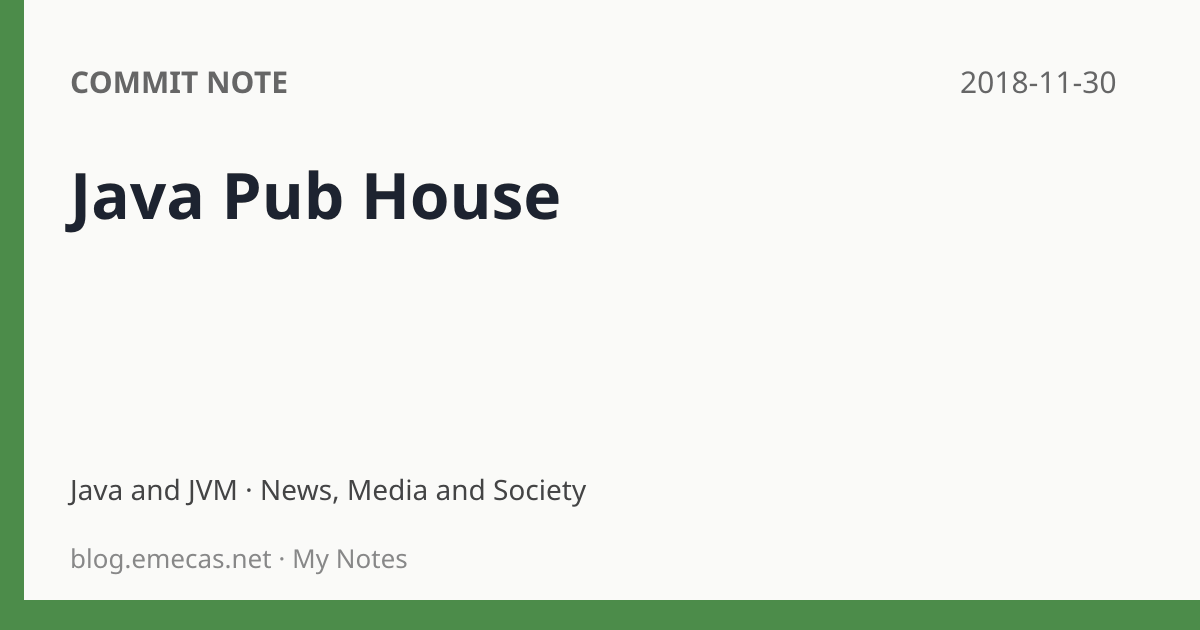 COMMIT NOTE
2018-11-30
Java Pub House
Java and JVM · News, Media and Society
blog.emecas.net · My Notes